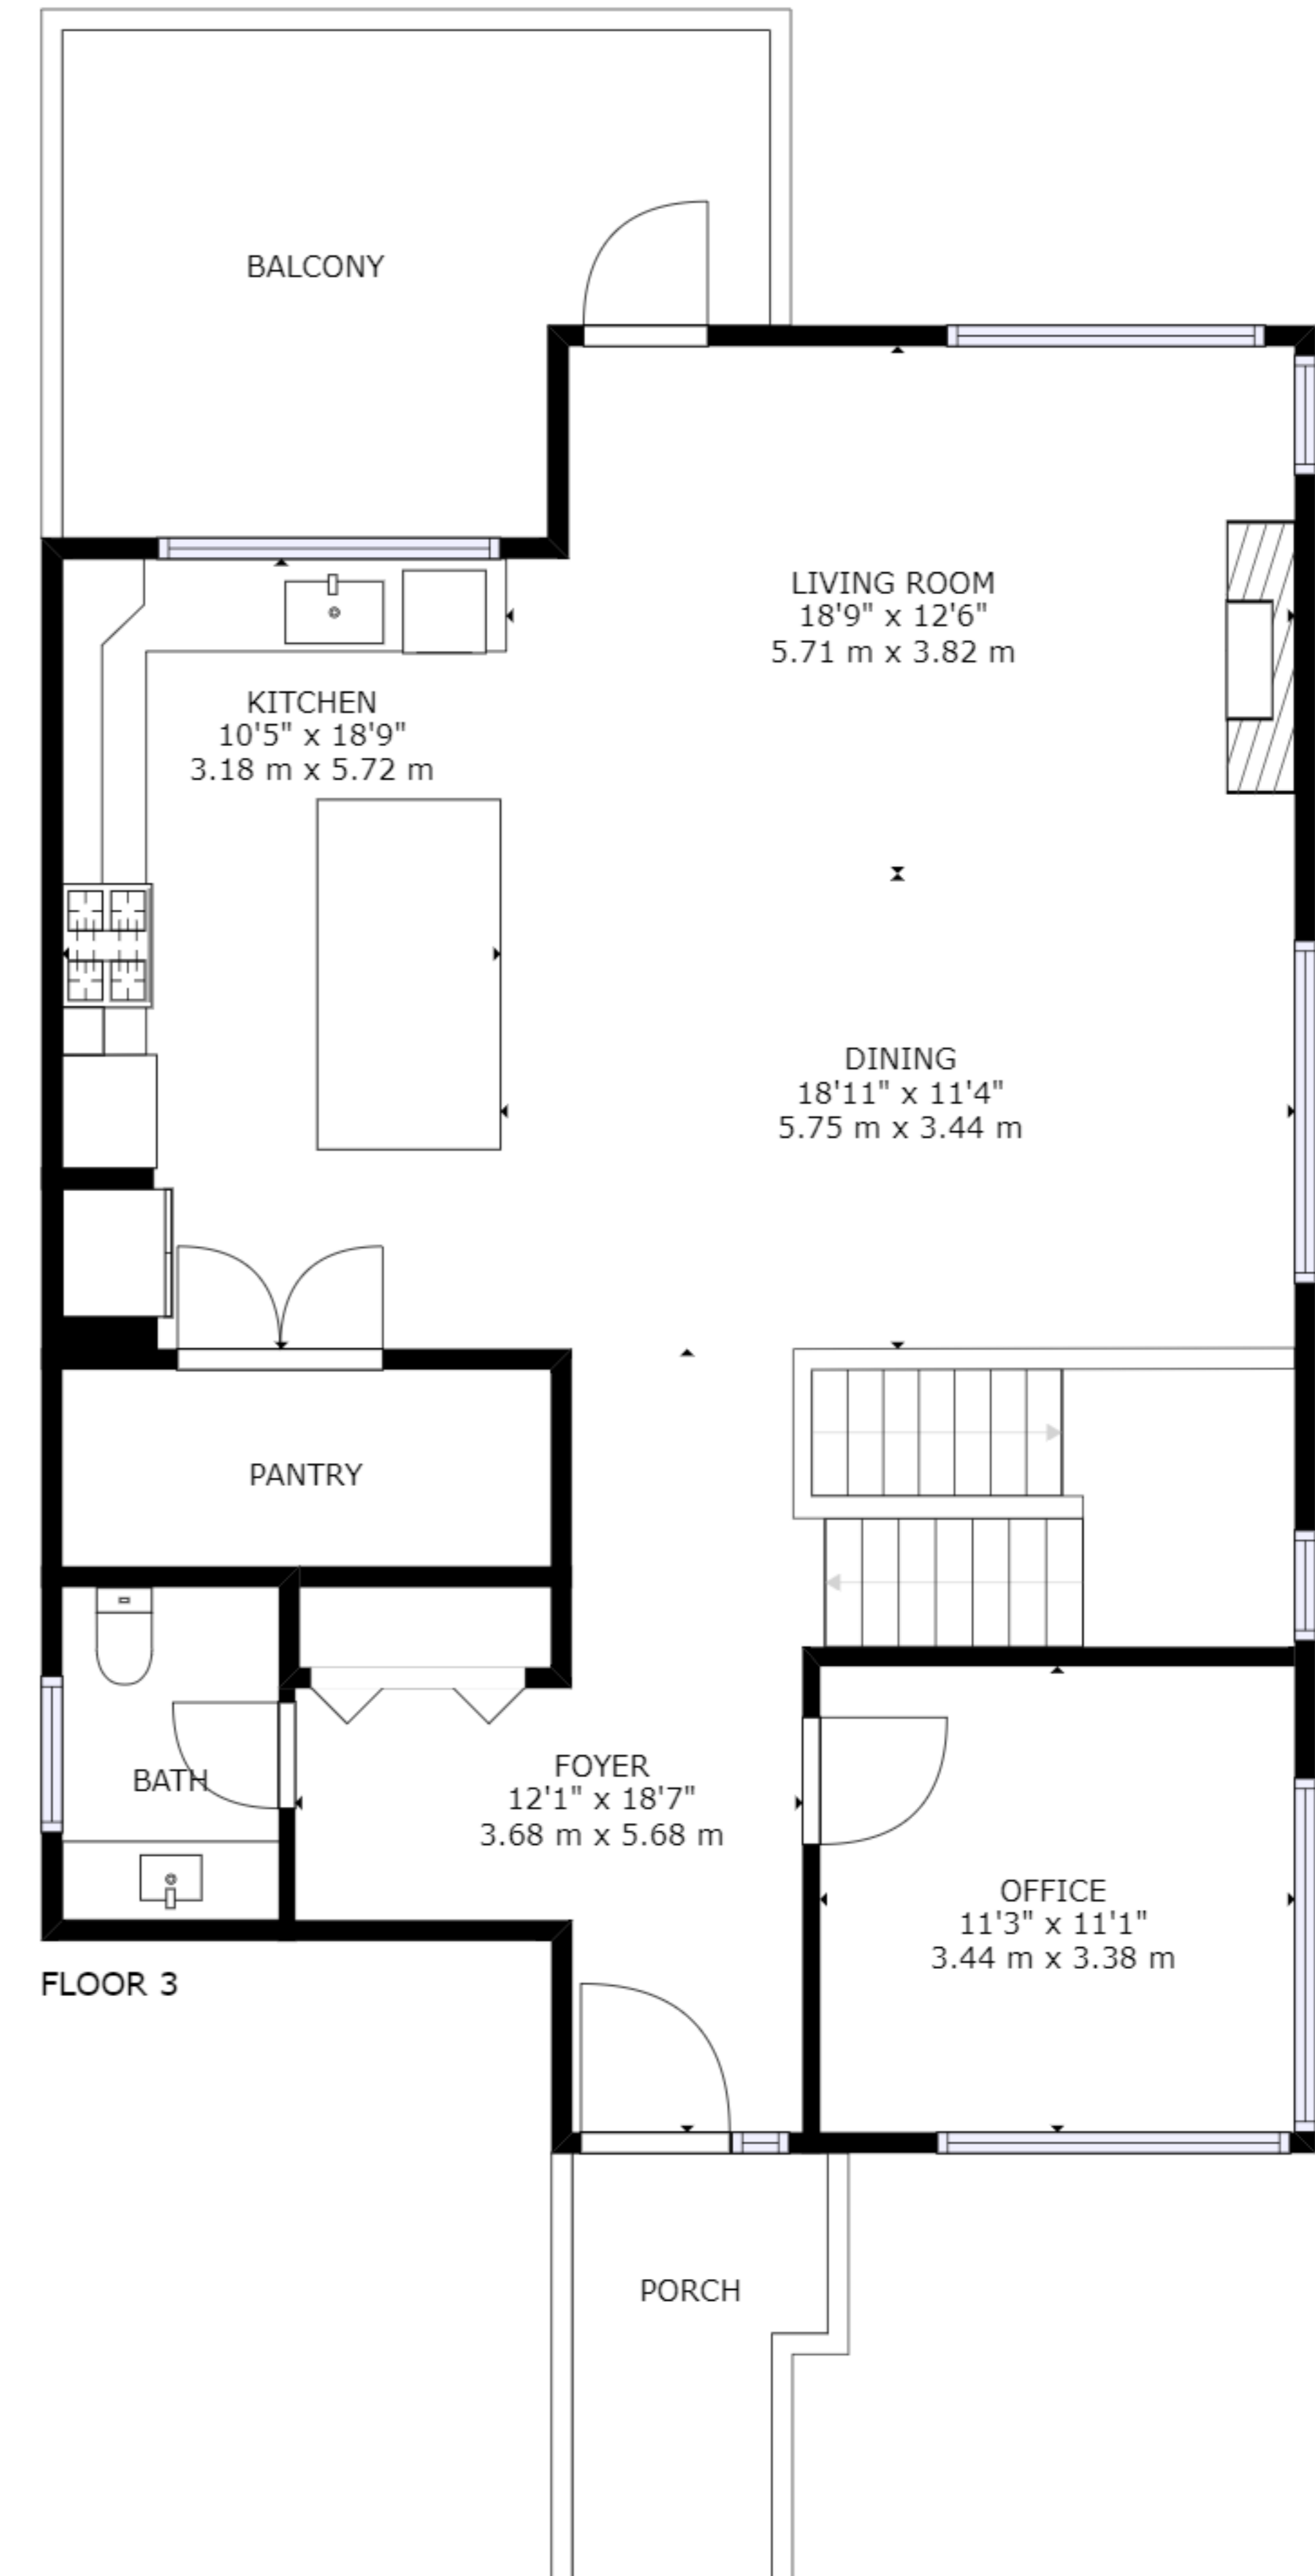 BALCONY
LIVING ROOM
18'9" x 12'6"
5.71 m x 3.82 m
KITCHEN
10'5" x 18'9"
3.18 m x 5.72 m
DINING
18'11" x 11'4"
5.75 m x 3.44 m
PANTRY
BATH
FOYER
12'1" x 18'7"
3.68 m x 5.68 m
OFFICE
11'3" x 11'1"
3.44 m x 3.38 m
FLOOR 3
PORCH